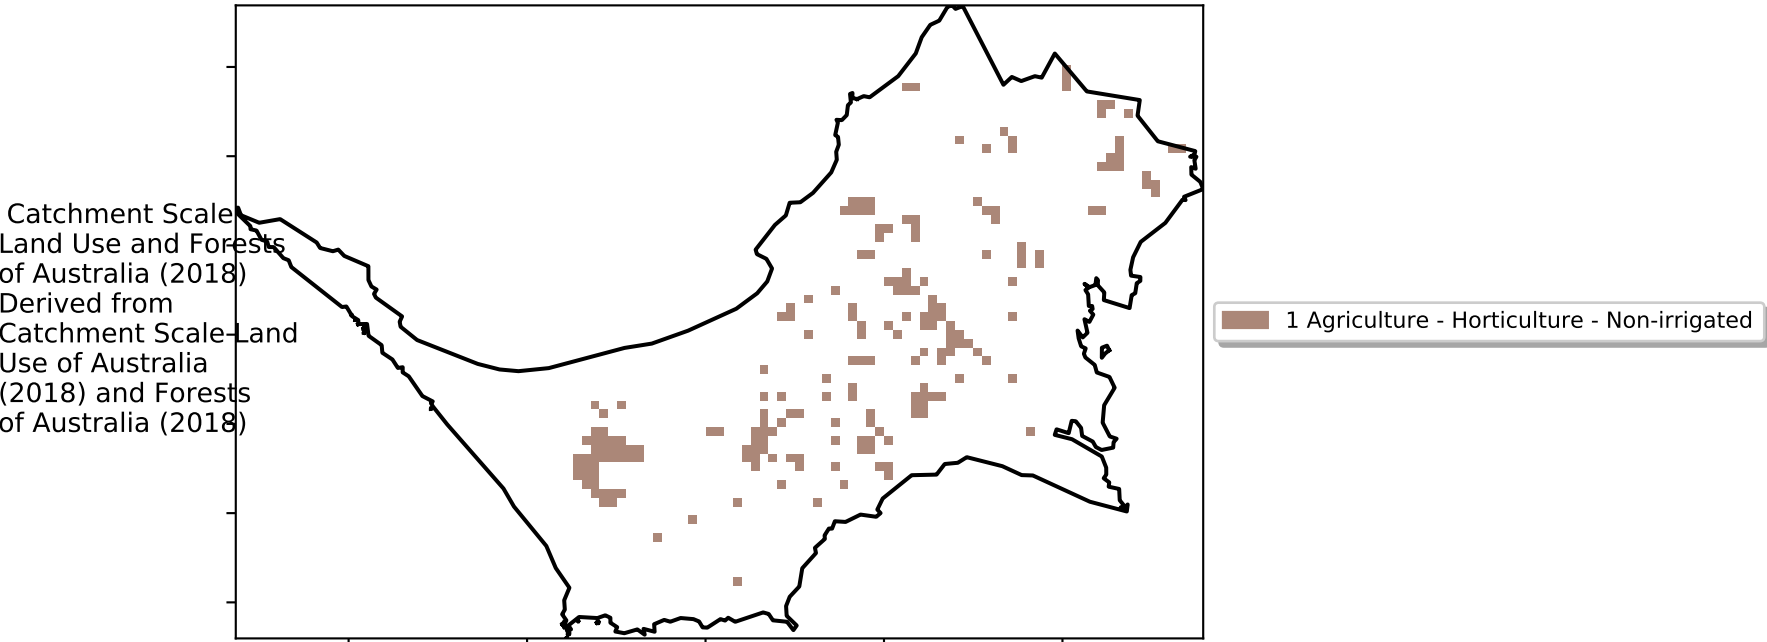 Catchment Scale
Land Use and Forests
of Australia (2018)
Derived from
Catchment Scale Land
Use of Australia
(2018) and Forests
of Australia (2018)
1 Agriculture - Horticulture - Non-irrigated